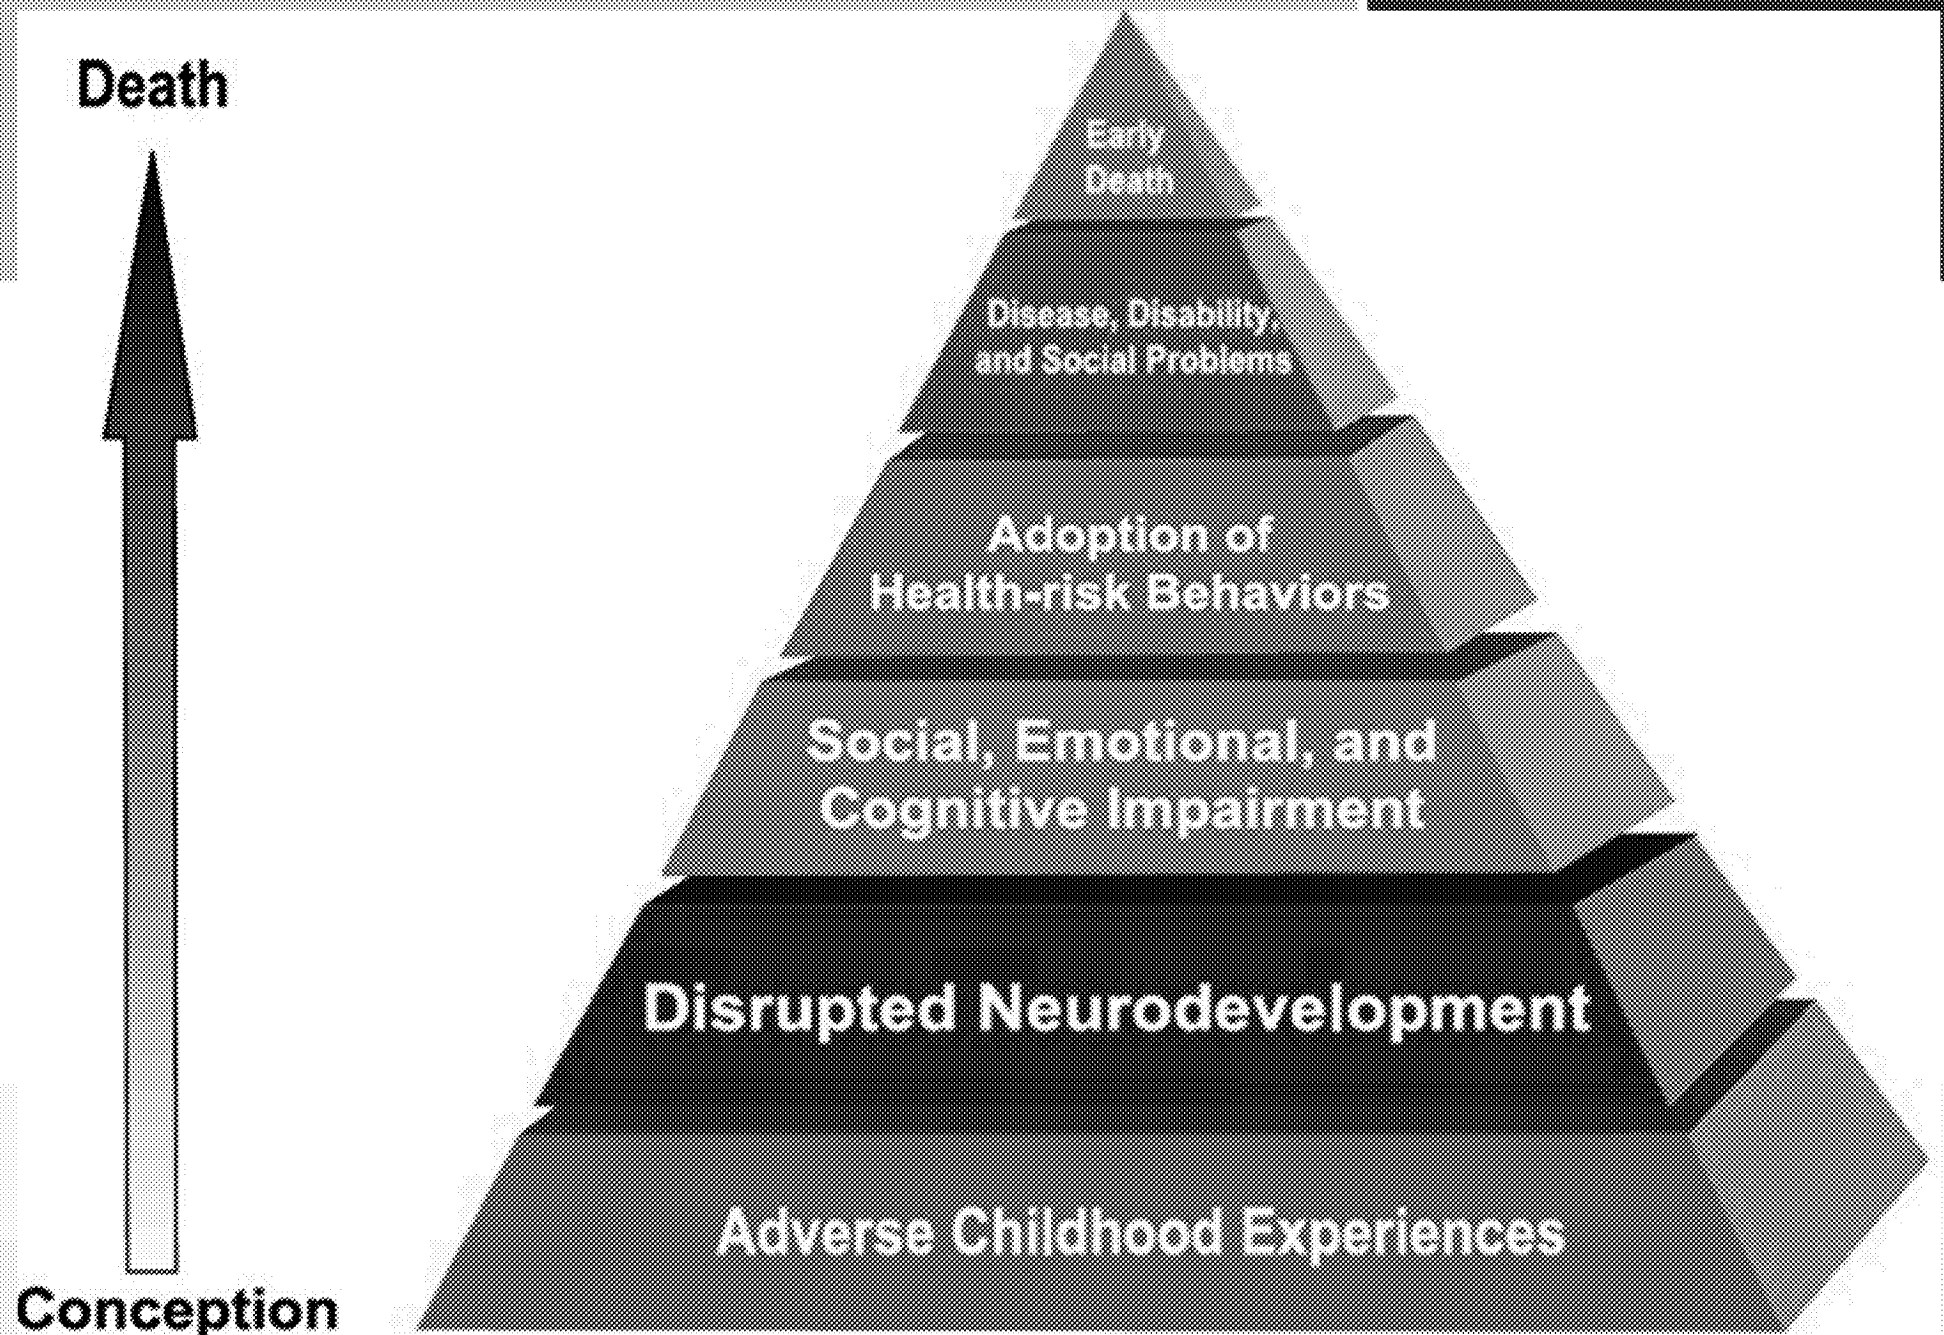 Death
Early
Death
Disease, Disability,
and Social Problems
Adoption of
Health-risk Behaviors
Social, Emotional, and
Cognitive Impairment
Disrupted Neurodevelopment
Adverse Childhood Experiences
Conception